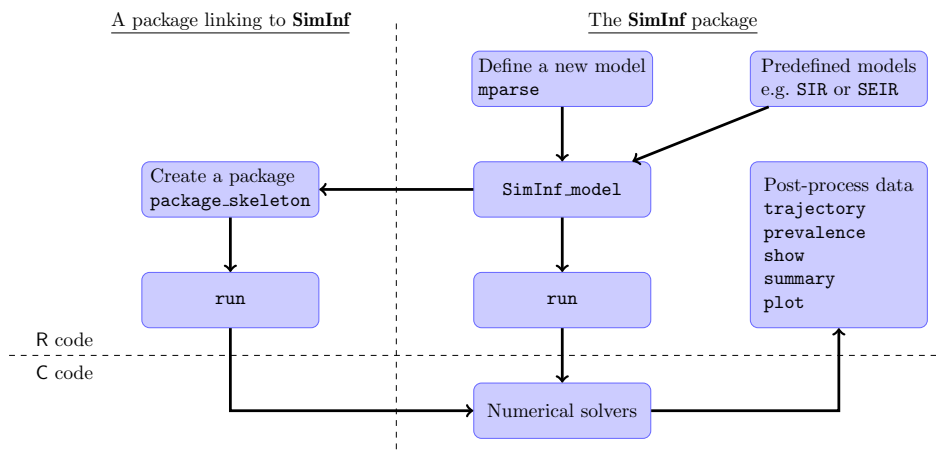 A package linking to SimInf
The SimInf package
Define a new model
mparse
Predefined models
e.g. SIR or SEIR
Create a package
package_skeleton
SimInf_model
Post-process data
trajectory
prevalence
show
summary
plot
run
run
R code
C code
Numerical solvers